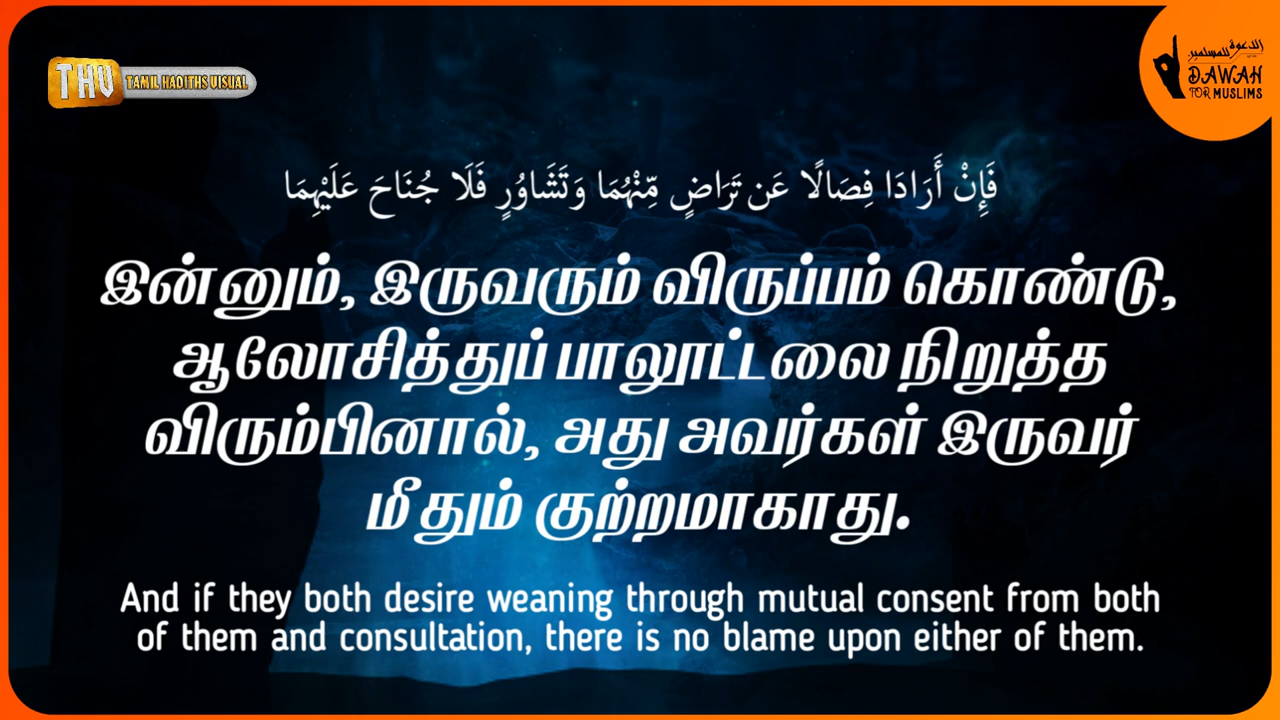 THV TAMIL HADITHS VISUAL
الدعوة للمسلمين
DAWAH
FOR MUSLIMS
فَإِنْ أَرَادَا فِصَالًا عَن تَرَاضٍ مِّنْهُمَا وَتَشَاوُرٍ فَلَا جُنَاحَ عَلَيْهِمَا
இன்னும், இருவரும் விருப்பம் கொண்டு,
ஆலோசித்துப் பாலூட்டலை நிறுத்த
விரும்பினால், அது அவர்கள் இருவர்
மீதும் குற்றமாகாது.
And if they both desire weaning through mutual consent from both
of them and consultation, there is no blame upon either of them.